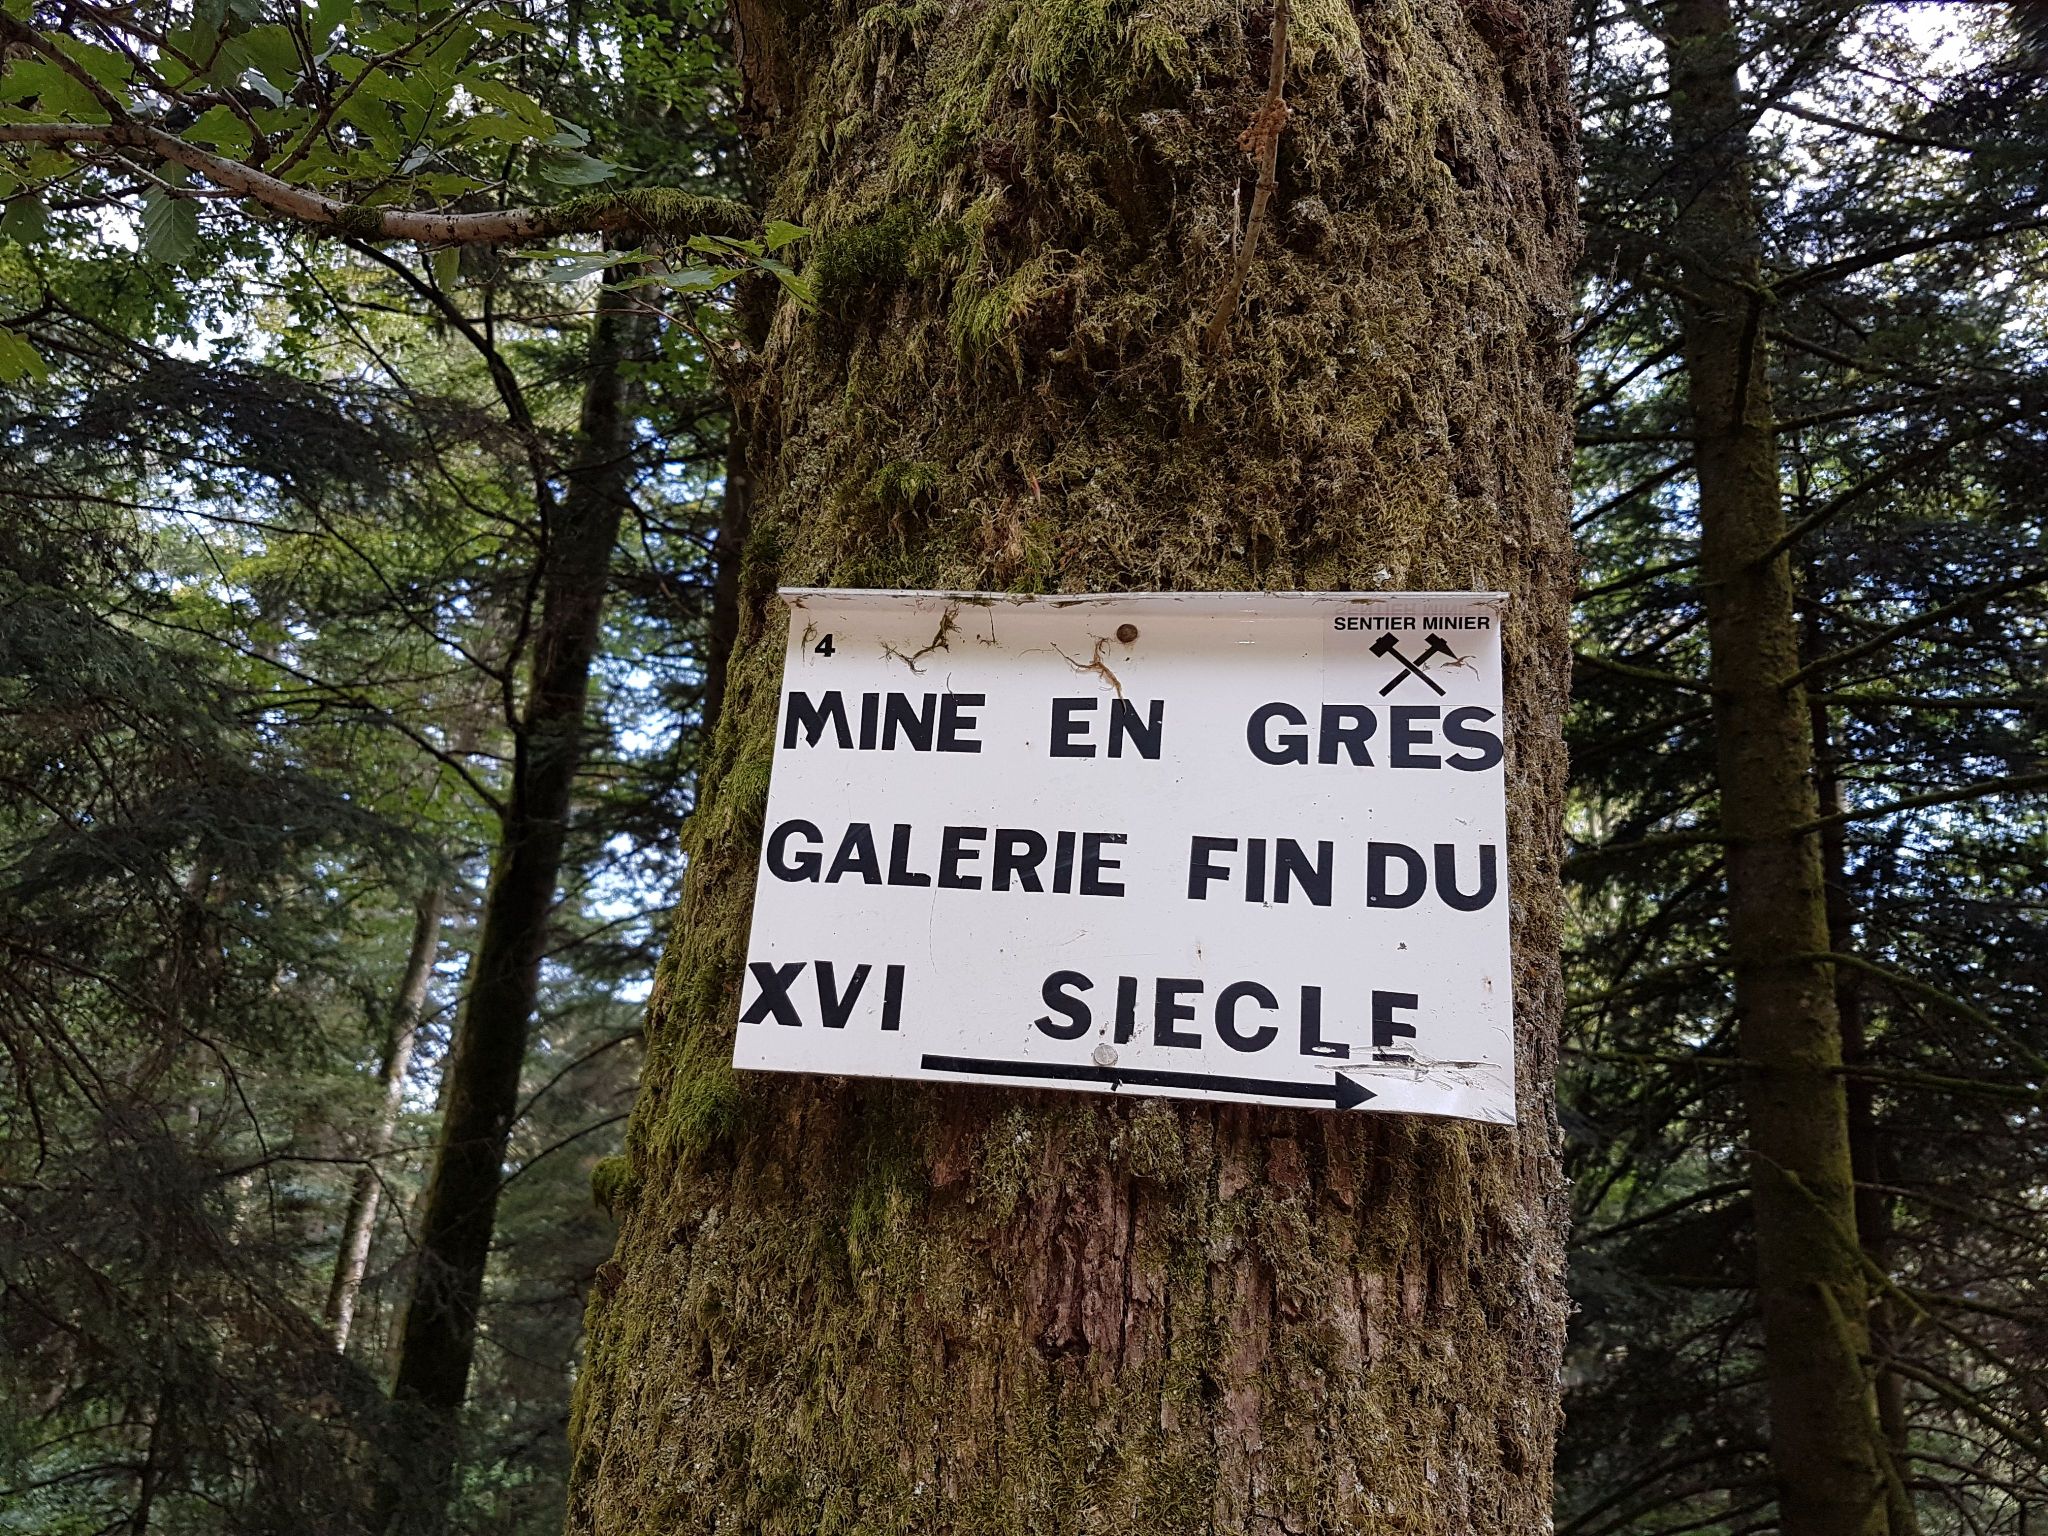 4
SENTIER MINIER
MINE EN GRES
GALERIE FIN DU
XVI SIECLE